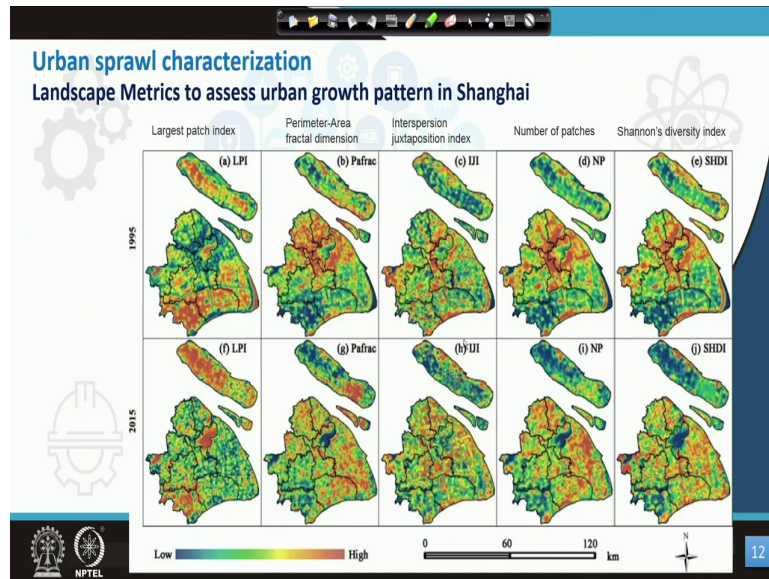 Urban sprawl characterization
Landscape Metrics to assess urban growth pattern in Shanghai
Largest patch index
Perimeter-Area
fractal dimension
Interspersion
juxtaposition index
Number of patches
Shannon's diversity index
(a) LPI
(b) Pafrac
(c) IJI
(d) NP
(e) SHDI
1995
(f) LPI
(g) Pafrac
(h) IJI
(i) NP
(j) SHDI
2015
Low
High
0
60
120
km
N
NPTEL
12